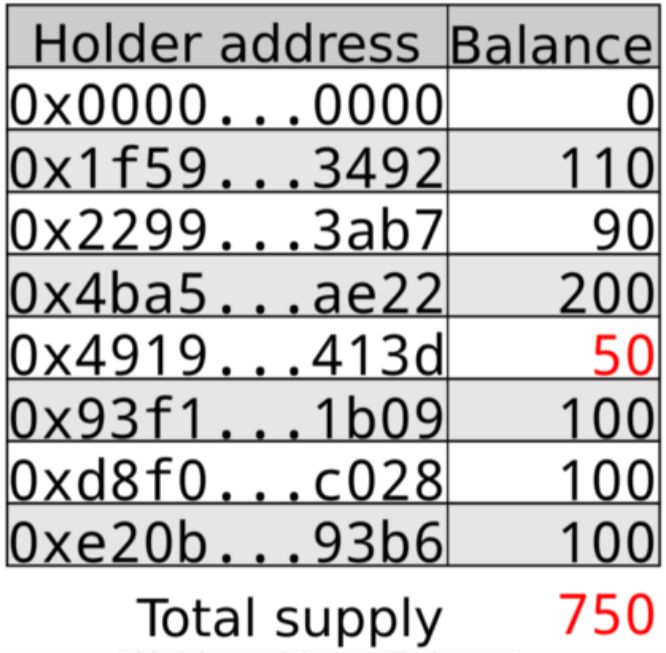 Holder address Balance
0x0000...0000 0
0x1f59...3492 110
0x2299...3ab7 90
0x4ba5...ae22 200
0x4919...413d 50
0x93f1...1b09 100
0xd8f0...c028 100
0xe20b...93b6 100
Total supply 750